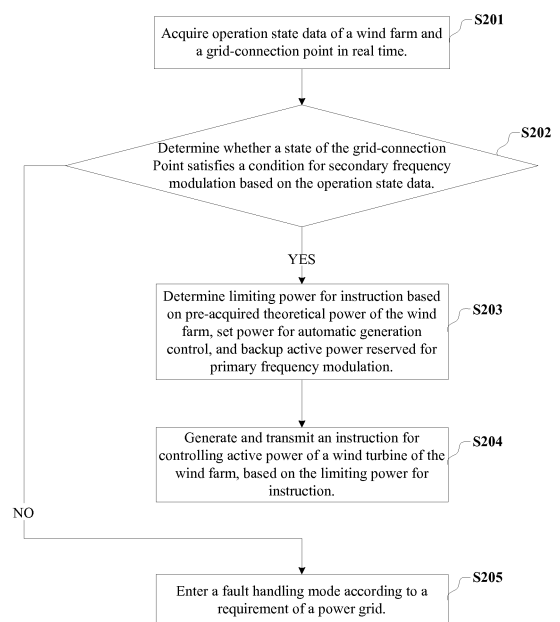 S201
Acquire operation state data of a wind farm and
a grid-connection point in real time.
S202
Determine whether a state of the grid-connection
Point satisfies a condition for secondary frequency
modulation based on the operation state data.
YES
S203
Determine limiting power for instruction based
on pre-acquired theoretical power of the wind
farm, set power for automatic generation
control, and backup active power reserved for
primary frequency modulation.
S204
Generate and transmit an instruction for
controlling active power of a wind turbine of the
wind farm, based on the limiting power for
instruction.
NO
S205
Enter a fault handling mode according to a
requirement of a power grid.